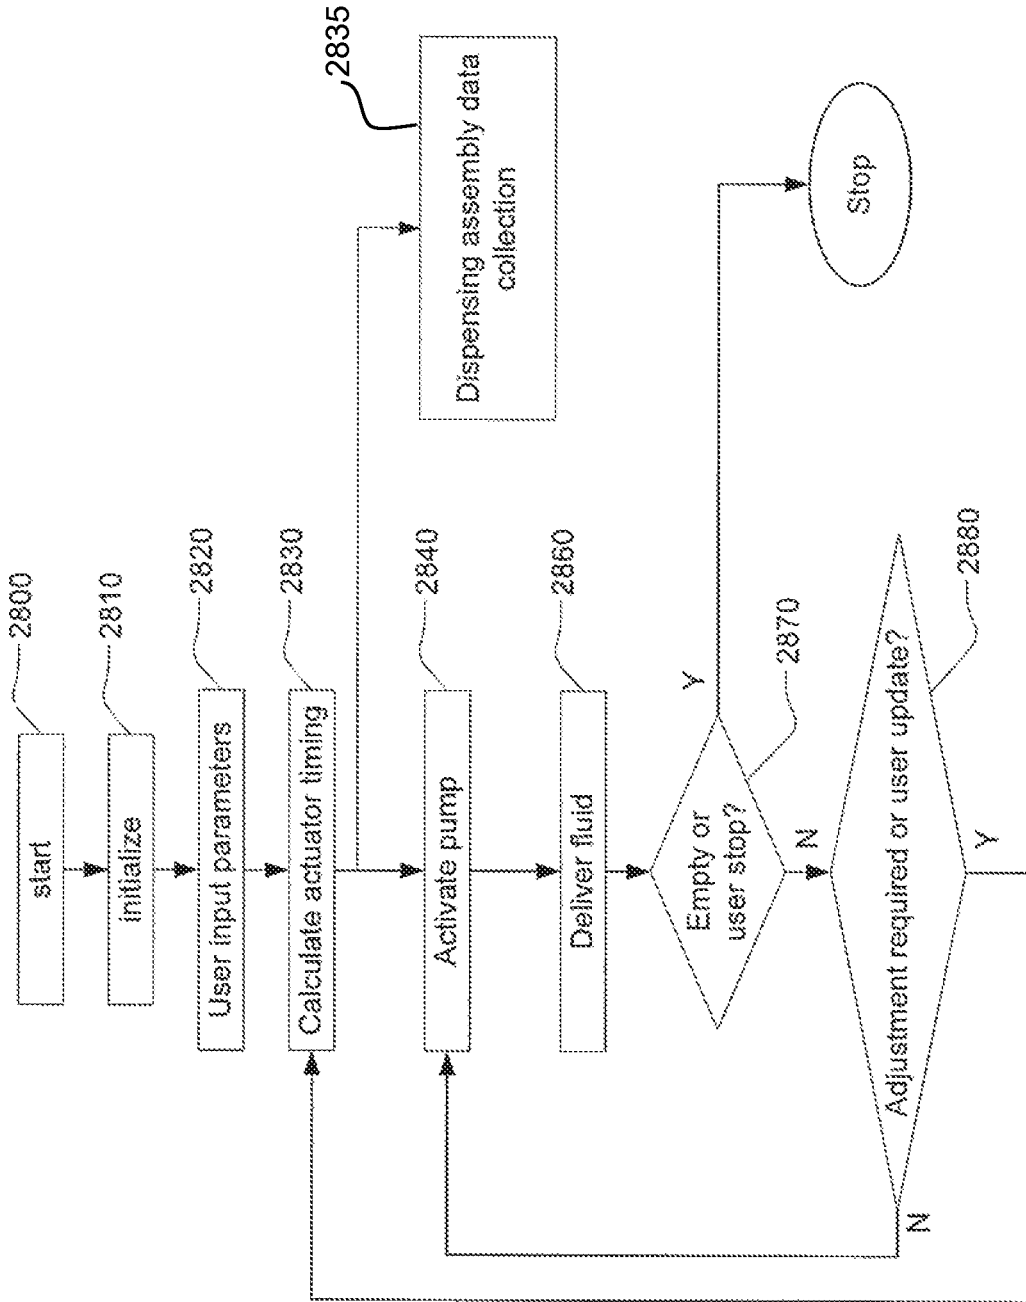 start
2800
initialize
2810
User input parameters
2820
Calculate actuator timing
2830
Dispensing assembly data
collection
2835
Activate pump
2840
Deliver fluid
2860
Empty or
user stop?
2870
Y
Stop
N
Adjustment required or user update?
2880
N
Y